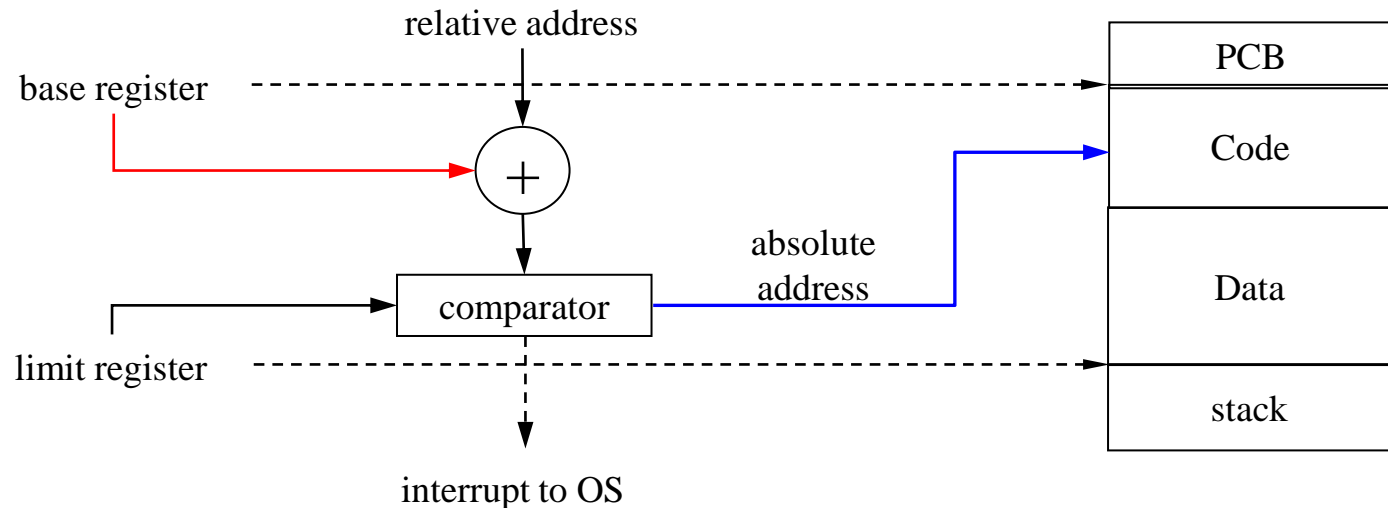 relative address
PCB
base register
Code
+
absolute
address
Data
comparator
limit register
stack
interrupt to OS